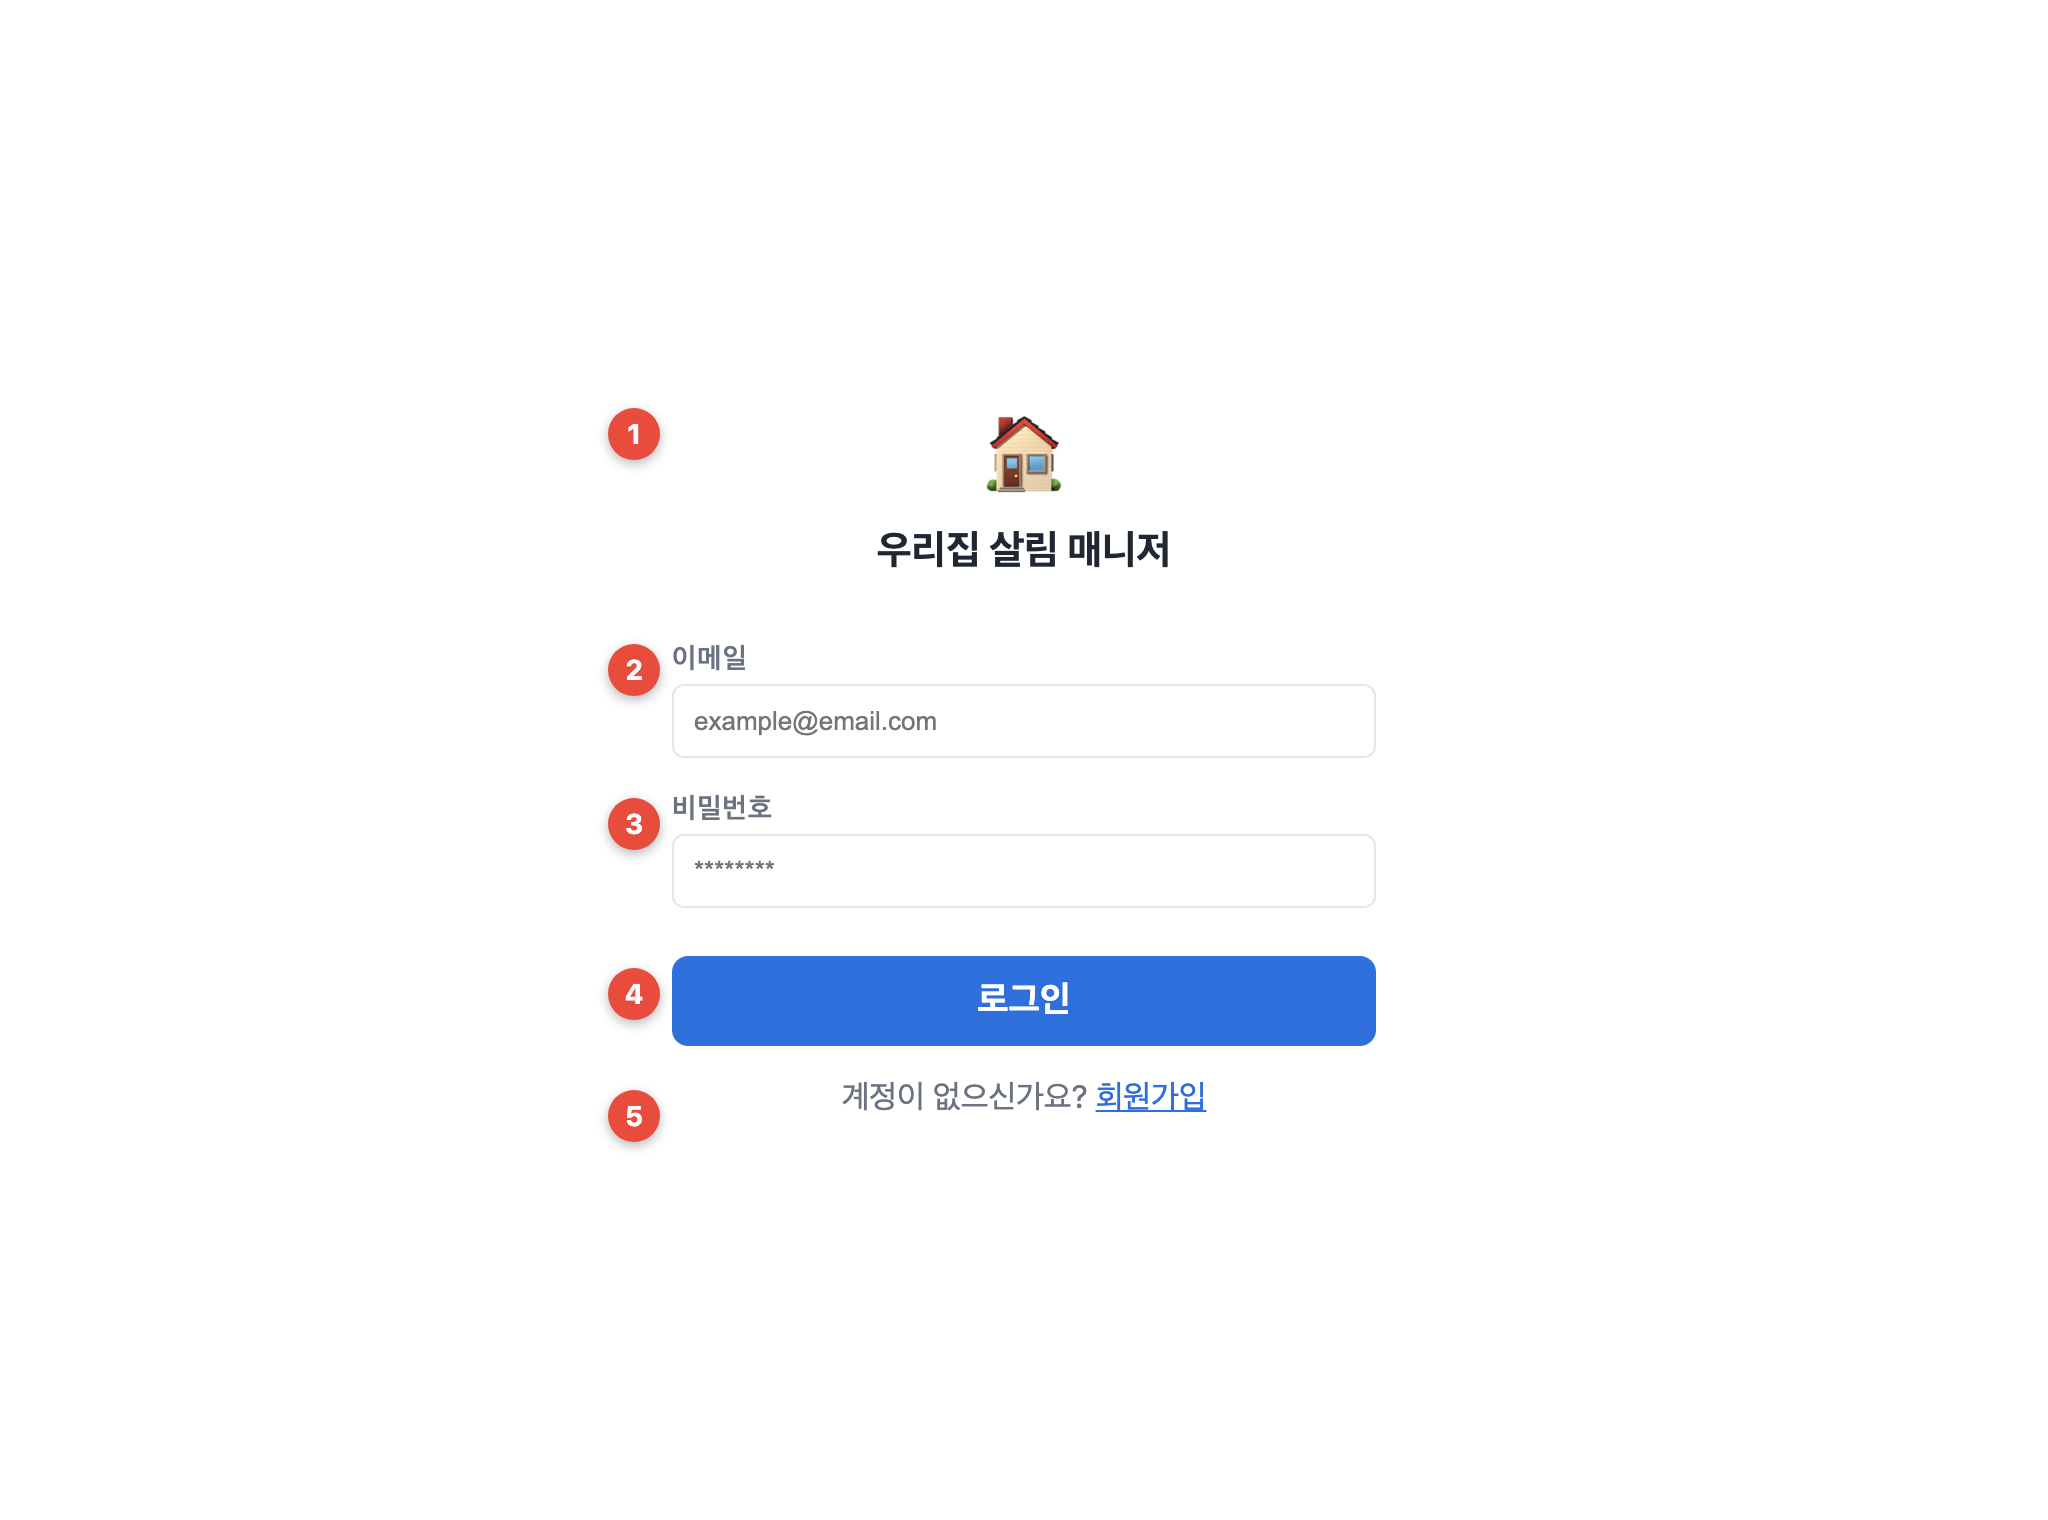 1
우리집 살림 매니저
2 이메일
example@email.com
3 비밀번호
********
4 로그인
5 계정이 없으신가요? 회원가입